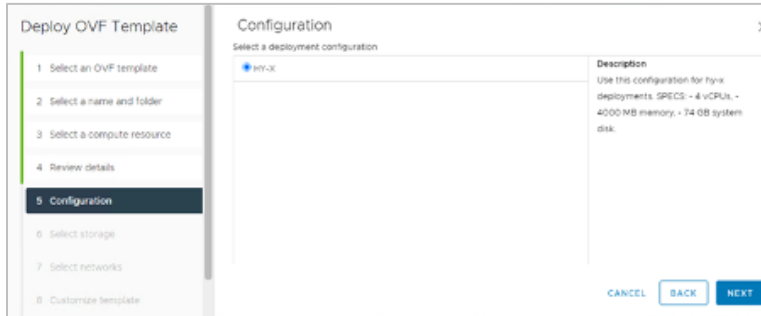 Deploy OVF Template
1 Select an OVF template
2 Select a name and folder
3 Select a compute resource
4 Review details
5 Configuration
6 Select storage
7 Select networks
8 Customize template
Configuration
Select a deployment configuration
HY-X
Description
Use this configuration for hy-x
deployments. SPECS: - 4 vCPUs, -
4000 MB memory, - 74 GB system
disk.
CANCEL
BACK
NEXT